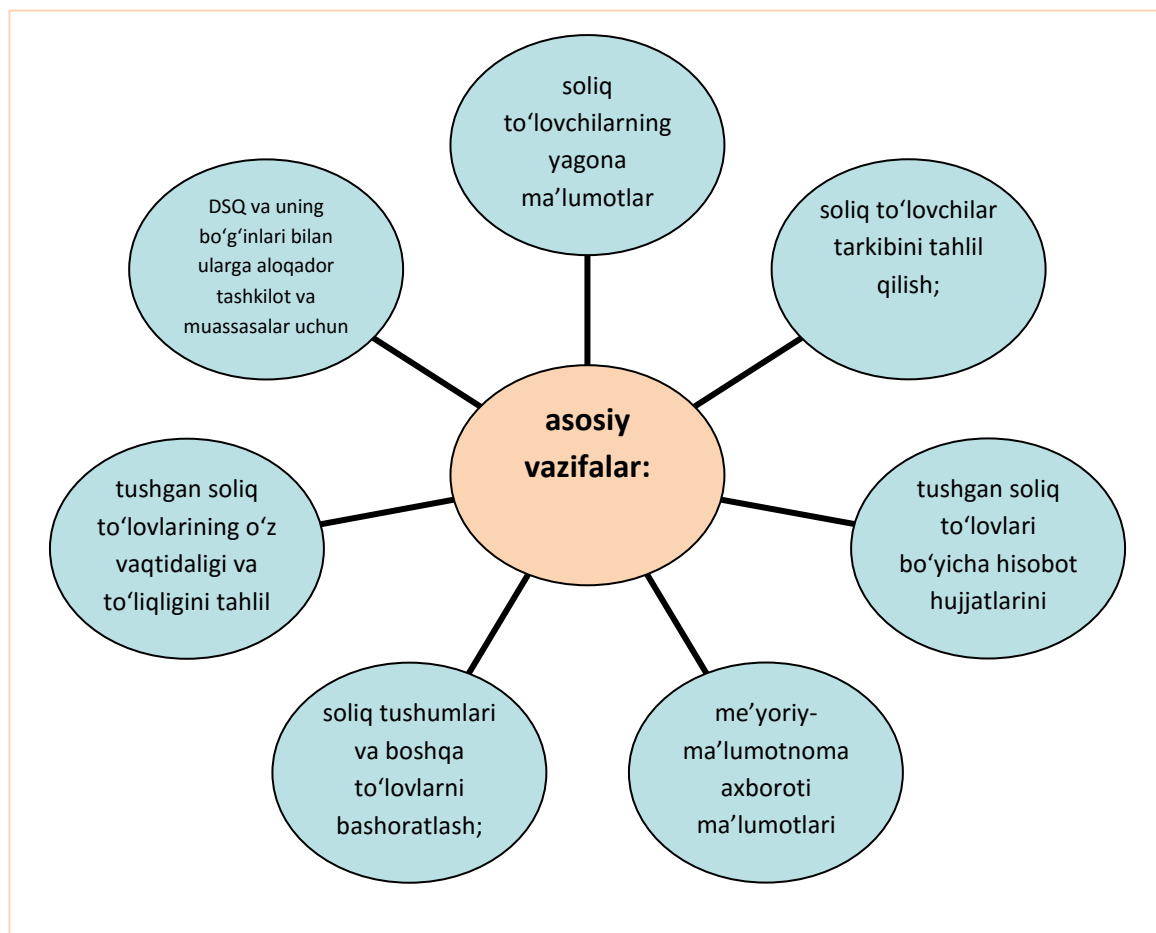 soliq
to‘lovchilarning
yagona
ma’lumotlar
soliq to‘lovchilar
tarkibini tahlil
qilish;
tushgan soliq
to‘lovlari
bo‘yicha hisobot
hujjatlarini
me’yoriy-
ma’lumotnoma
axboroti
ma’lumotlari
soliq tushumlari
va boshqa
to‘lovlarni
bashoratlash;
tushgan soliq
to‘lovlarining o‘z
vaqtidaligi va
to‘liqligini tahlil
DSQ va uning
bo‘g‘inlari bilan
ularga aloqador
tashkilot va
muassasalar uchun
asosiy
vazifalar: